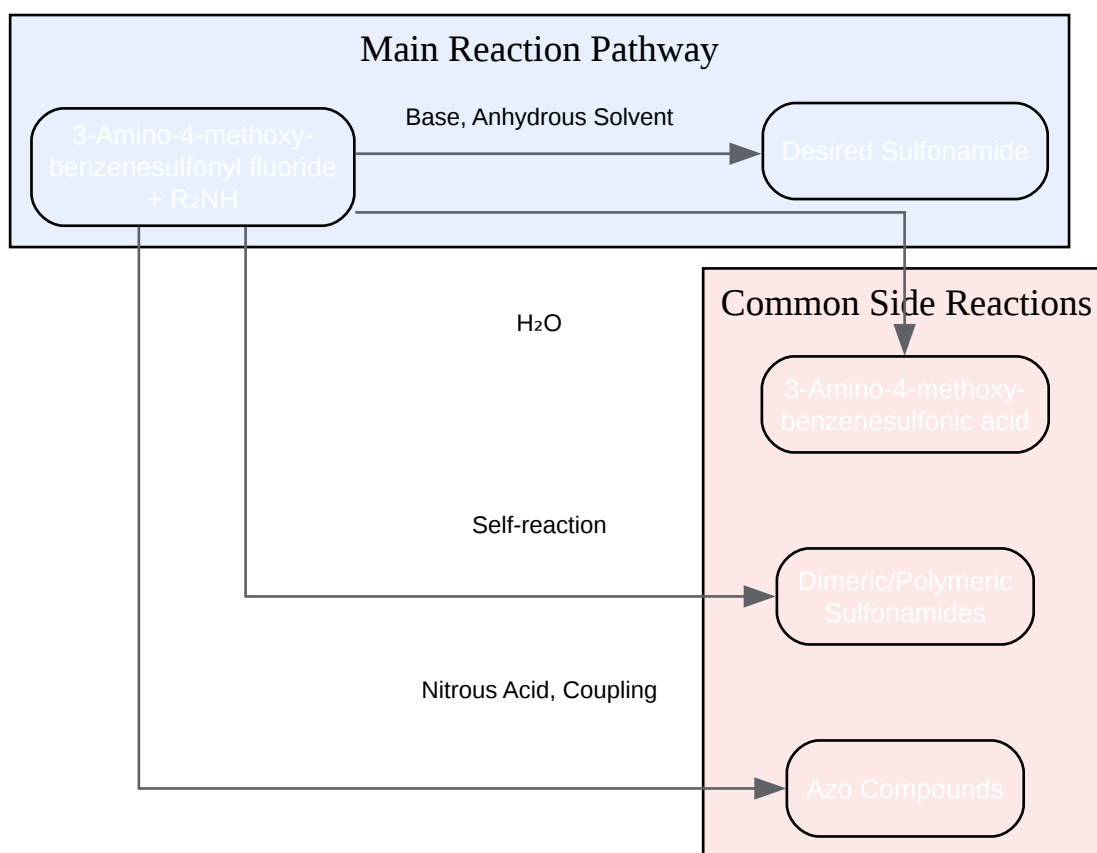 Main Reaction Pathway
3-Amino-4-methoxy-
benzenesulfonyl fluoride
+ R₂NH
Base, Anhydrous Solvent
Desired Sulfonamide
Common Side Reactions
H₂O
3-Amino-4-methoxy-
benzenesulfonic acid
Self-reaction
Dimeric/Polymeric
Sulfonamides
Nitrous Acid, Coupling
Azo Compounds